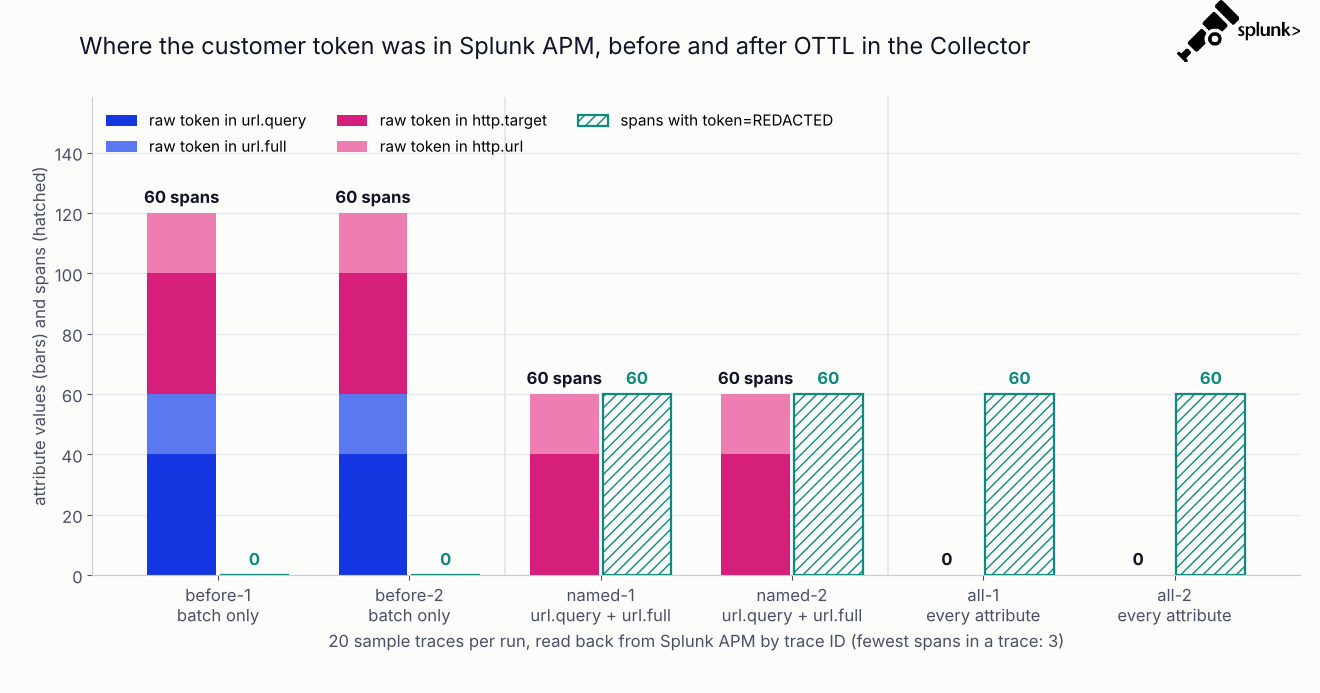 Where the customer token was in Splunk APM, before and after OTTL in the Collector
splunk>
raw token in url.query
raw token in url.full
raw token in http.target
raw token in http.url
spans with token=REDACTED
attribute values (bars) and spans (hatched)
140
120
100
80
60
40
20
0
60 spans
0
60 spans
0
60 spans
60
60 spans
60
0
60
0
60
before-1
batch only
before-2
batch only
named-1
url.query + url.full
named-2
url.query + url.full
all-1
every attribute
all-2
every attribute
20 sample traces per run, read back from Splunk APM by trace ID (fewest spans in a trace: 3)